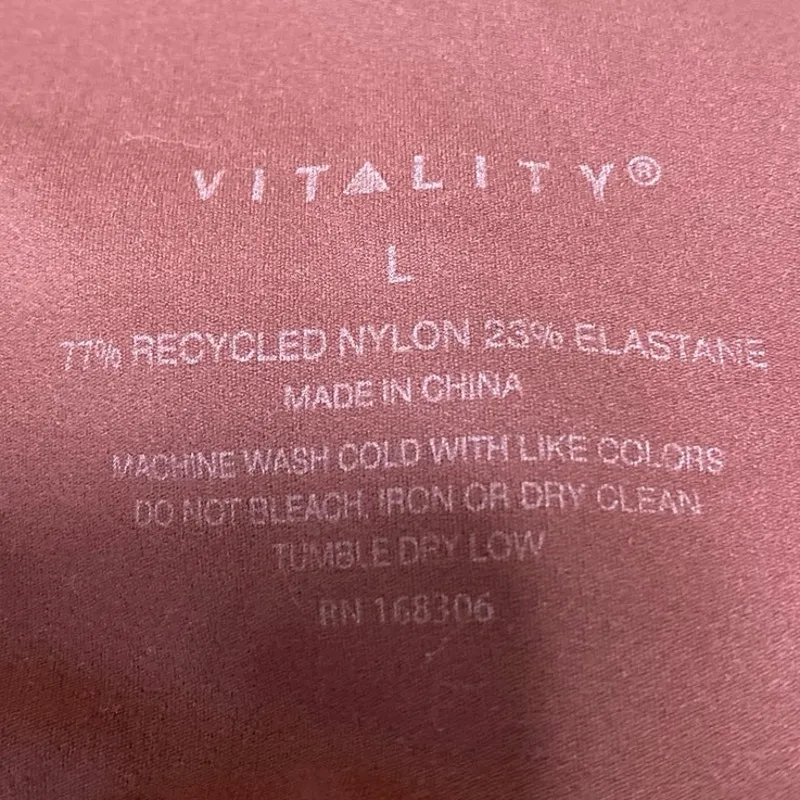 VITALITY®
L
77% RECYCLED NYLON 23% ELASTANE
MADE IN CHINA
MACHINE WASH COLD WITH LIKE COLORS
DO NOT BLEACH, IRON OR DRY CLEAN
TUMBLE DRY LOW
RN 168306